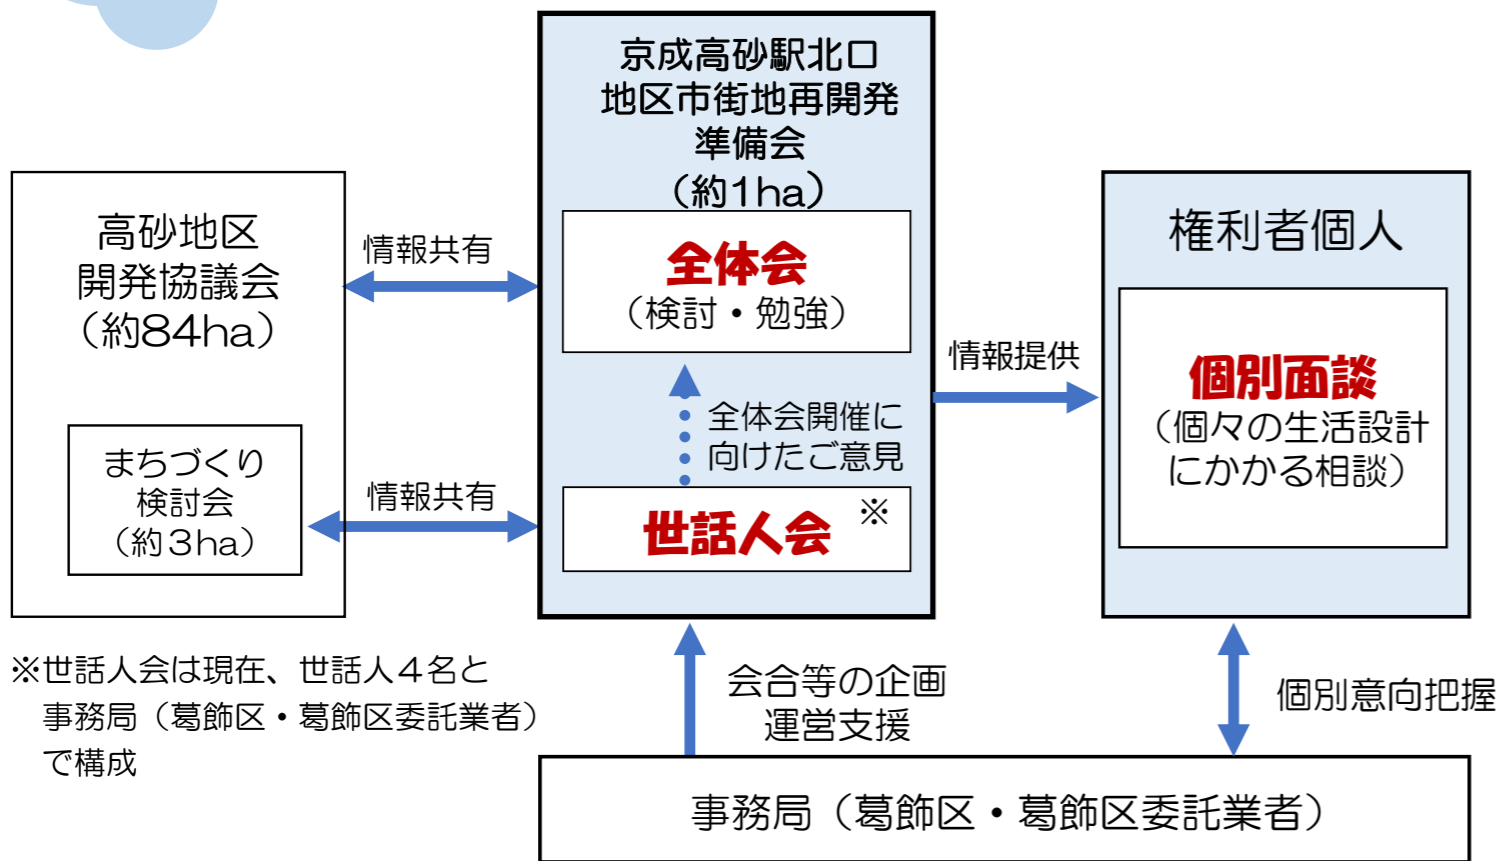 京成高砂駅北口
地区市街地再開発
準備会
(約1ha)
全体会
（検討・勉強）
全体会開催に
向けたご意見
世話人会 ※
高砂地区
開発協議会
（約84ha）
まちづくり
検討会
（約３ha）
情報共有
情報共有
情報提供
権利者個人
個別面談
（個々の生活設計
にかかる相談）
※世話人会は現在、世話人４名と
事務局（葛飾区・葛飾区委託業者）
で構成
会合等の企画
運営支援
個別意向把握
事務局（葛飾区・葛飾区委託業者）